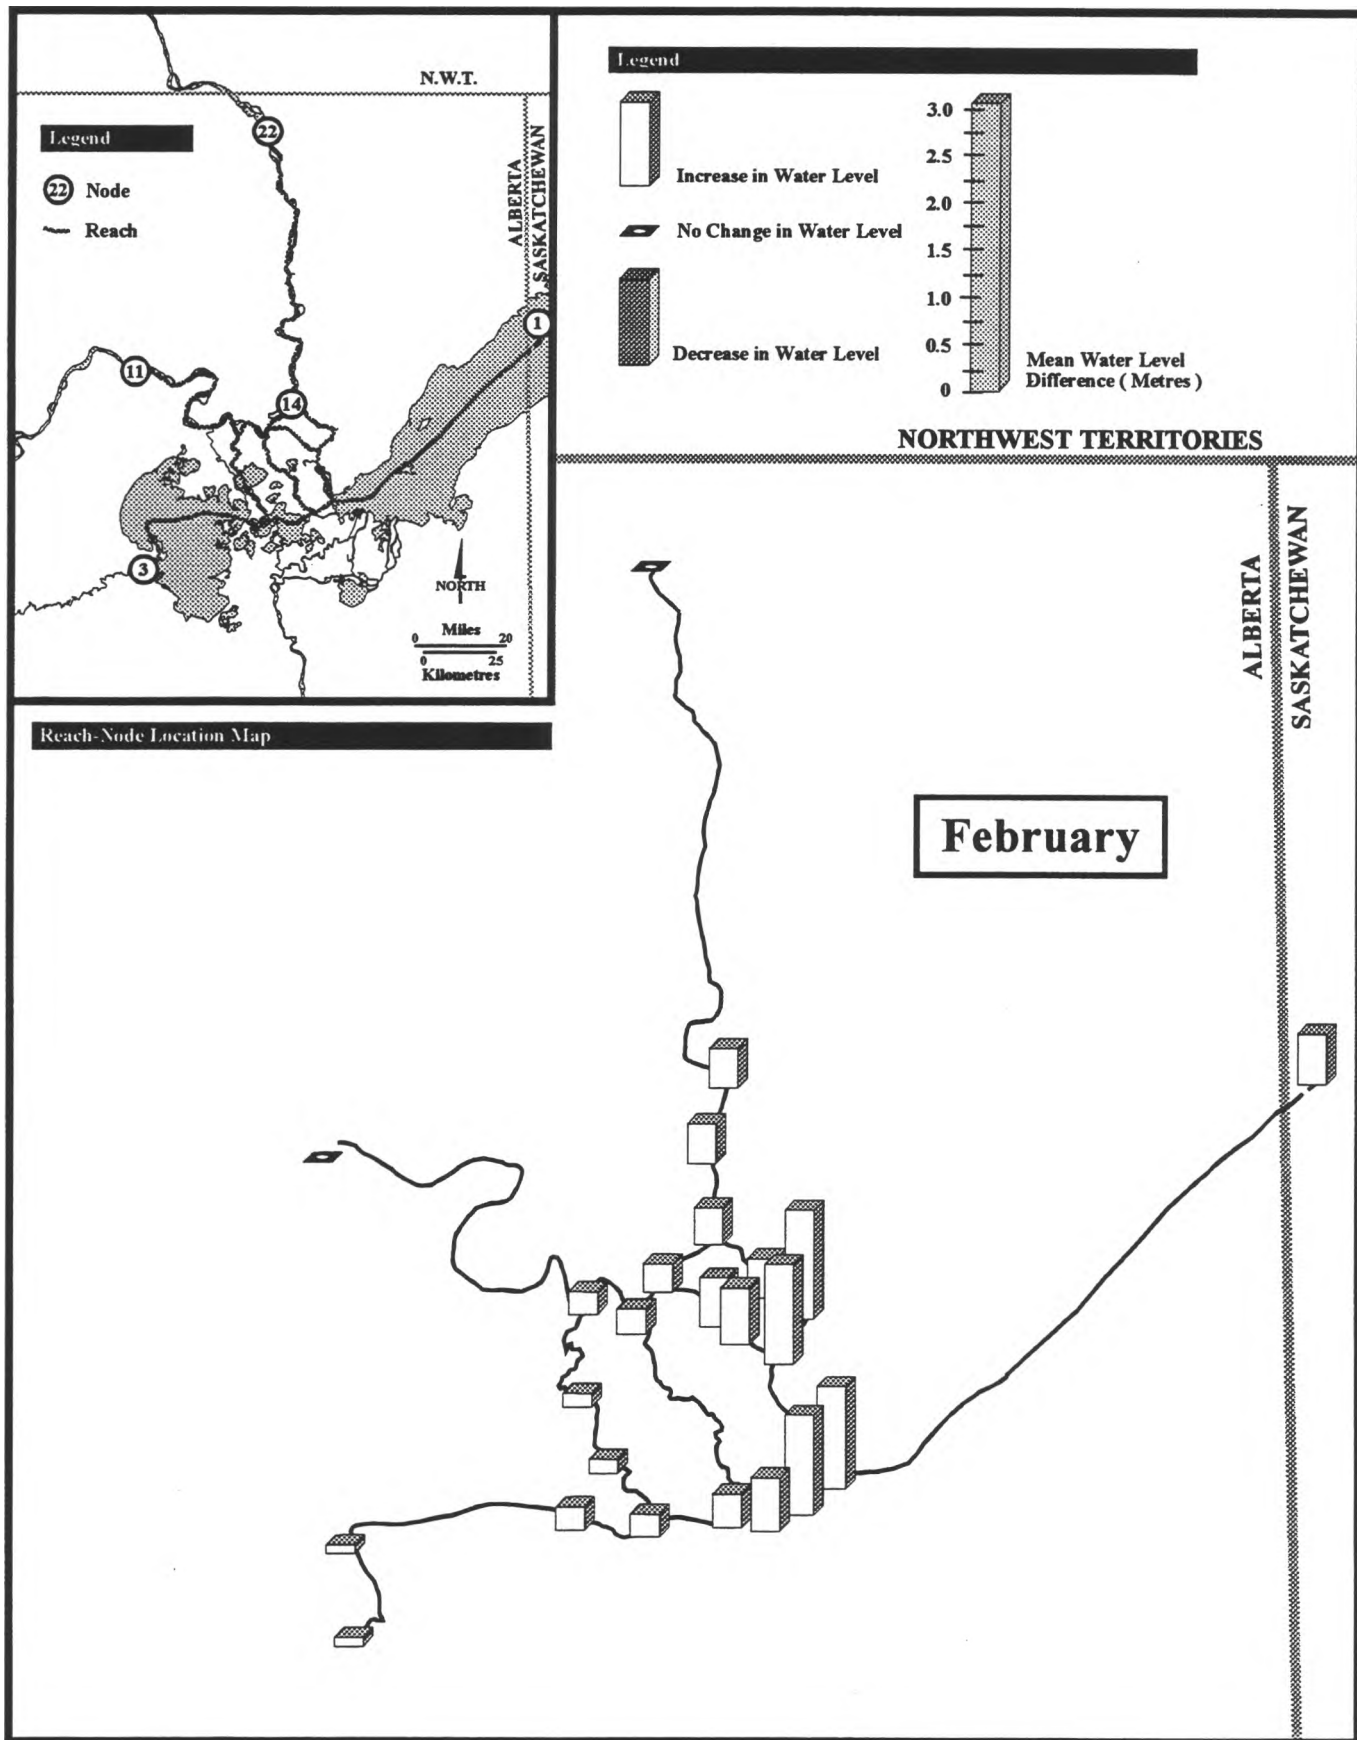 N.W.T.
Legend
22
22 Node
Reach
ALBERTA
SASKATCHEWAN
1
11
14
3
NORTH
Miles
0 20
0 25
Kilometres
Reach-Node Location Map
Legend
Increase in Water Level
No Change in Water Level
Decrease in Water Level
3.0
2.5
2.0
1.5
1.0
0.5
0
Mean Water Level
Difference ( Metres )
NORTHWEST TERRITORIES
ALBERTA
SASKATCHEWAN
February